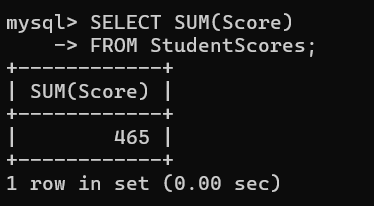 mysql> SELECT SUM(Score)
    -> FROM StudentScores;
+------------+
| SUM(Score) |
+------------+
|        465 |
+------------+
1 row in set (0.00 sec)